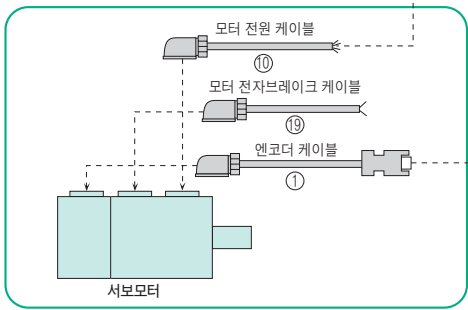 모터 전원 케이블
⑩
모터 전자브레이크 케이블
⑲
엔코더 케이블
①
서보모터